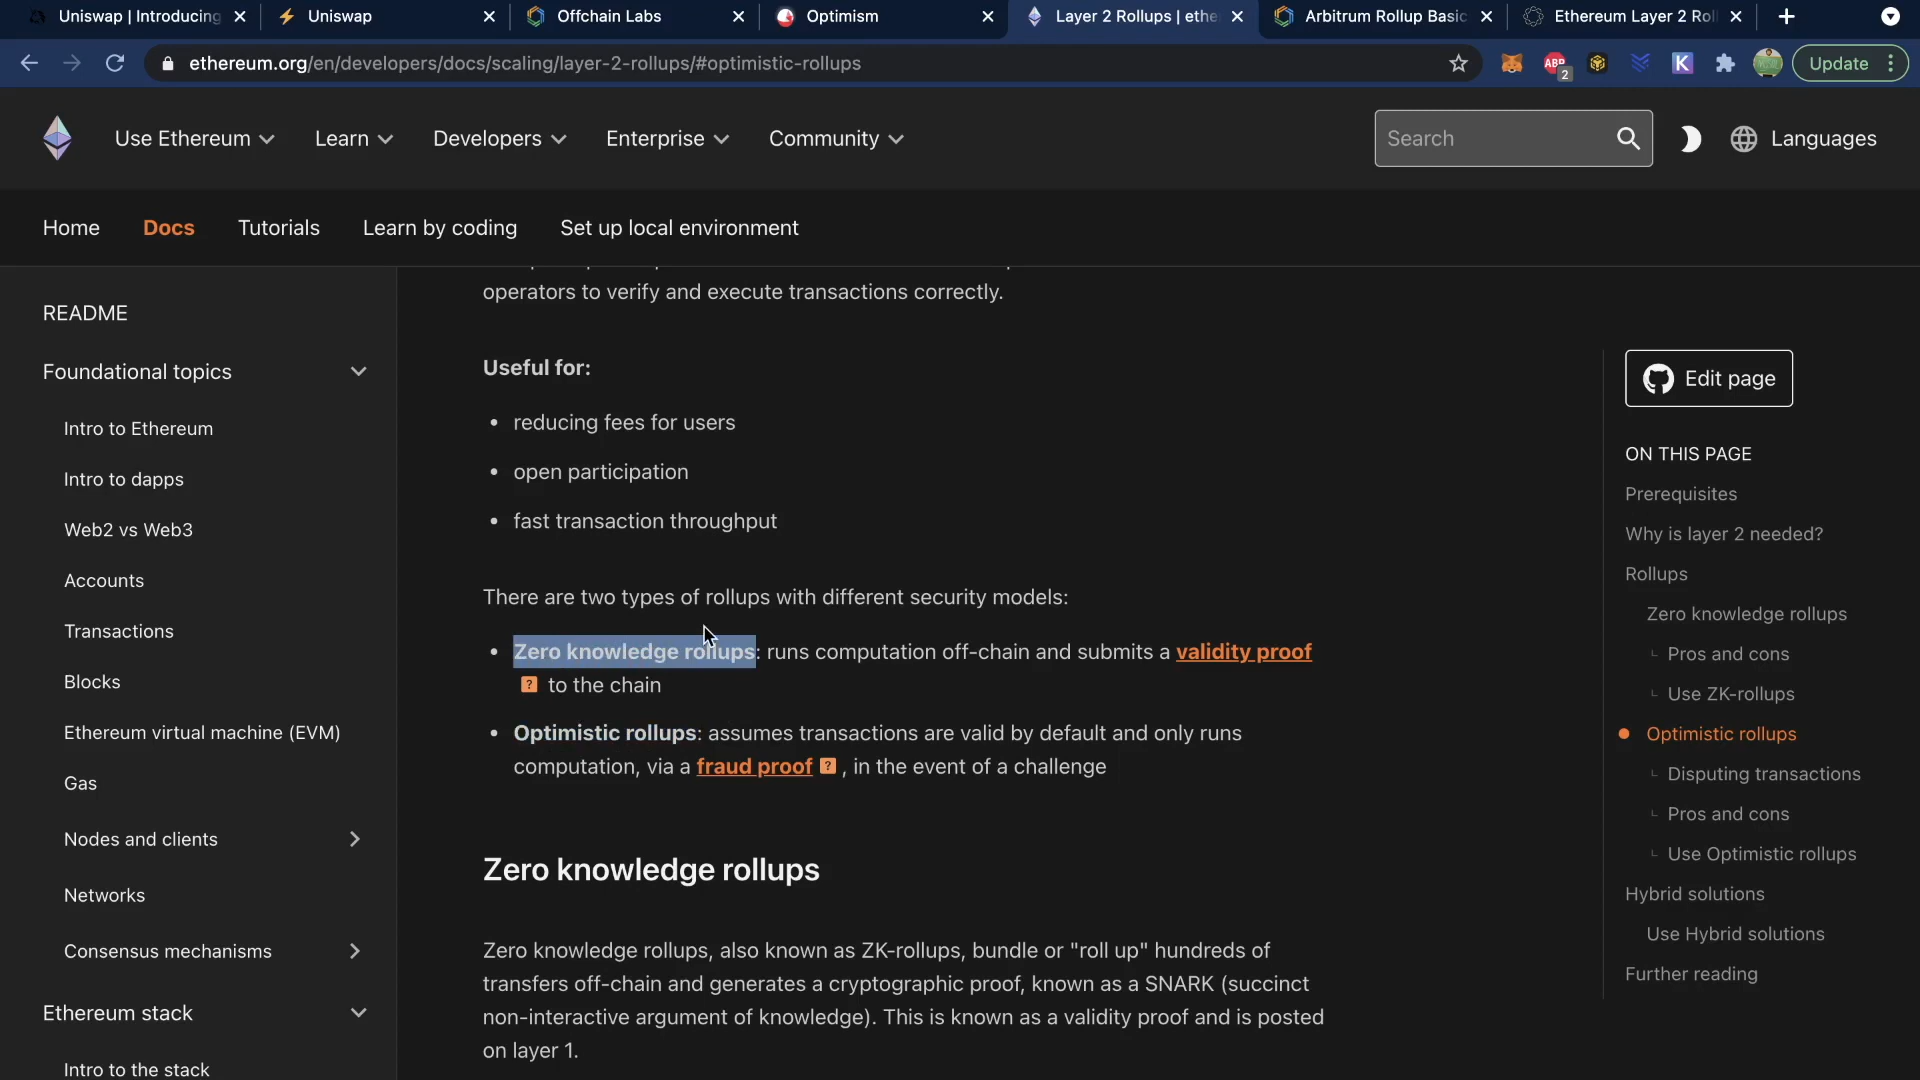 Uniswap | Introducing
Uniswap
Offchain Labs
Optimism
Layer 2 Rollups | ethe
Arbitrum Rollup Basic
Ethereum Layer 2 Roll
ethereum.org/en/developers/docs/scaling/layer-2-rollups/#optimistic-rollups
ABP
2
K
Update
Use Ethereum
Learn
Developers
Enterprise
Community
Search
Languages
Home
Docs
Tutorials
Learn by coding
Set up local environment
README
Foundational topics
Intro to Ethereum
Intro to dapps
Web2 vs Web3
Accounts
Transactions
Blocks
Ethereum virtual machine (EVM)
Gas
Nodes and clients
Networks
Consensus mechanisms
Ethereum stack
Intro to the stack
operators to verify and execute transactions correctly.
Useful for:
• reducing fees for users
• open participation
• fast transaction throughput
There are two types of rollups with different security models:
• Zero knowledge rollups: runs computation off-chain and submits a validity proof
? to the chain
• Optimistic rollups: assumes transactions are valid by default and only runs
computation, via a fraud proof ? , in the event of a challenge
Zero knowledge rollups
Zero knowledge rollups, also known as ZK-rollups, bundle or "roll up" hundreds of
transfers off-chain and generates a cryptographic proof, known as a SNARK (succinct
non-interactive argument of knowledge). This is known as a validity proof and is posted
on layer 1.
Edit page
ON THIS PAGE
Prerequisites
Why is layer 2 needed?
Rollups
Zero knowledge rollups
Pros and cons
Use ZK-rollups
Optimistic rollups
Disputing transactions
Pros and cons
Use Optimistic rollups
Hybrid solutions
Use Hybrid solutions
Further reading